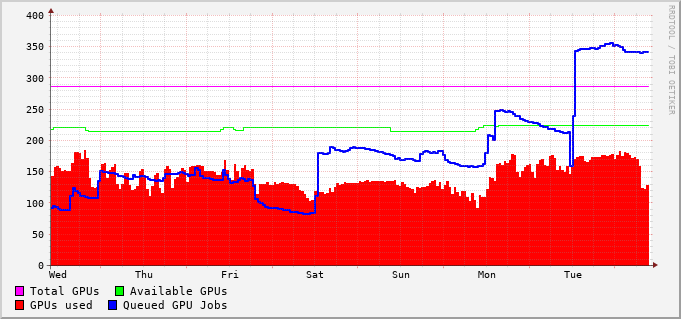 400
350
300
250
200
150
100
50
0
Wed Thu Fri Sat Sun Mon Tue
Total GPUs Available GPUs
GPUs used Queued GPU Jobs
RRDTOOL / TOBI OETIKER